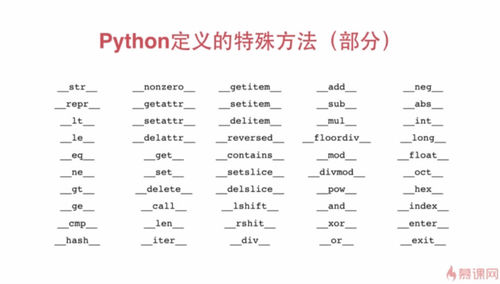 Python定义的特殊方法（部分）
__str__ __nonzero__ __getitem__ __add__ __neg__
__repr__ __getattr__ __setitem__ __sub__ __abs__
__lt__ __setattr__ __delitem__ __mul__ __int__
__le__ __delattr__ __reversed__ __floordiv__ __long__
__eq__ __get__ __contains__ __mod__ __float__
__ne__ __set__ __setslice__ __divmod__ __oct__
__gt__ __delete__ __delslice__ __pow__ __hex__
__ge__ __call__ __lshift__ __and__ __index__
__cmp__ __len__ __rshit__ __xor__ __enter__
__hash__ __iter__ __div__ __or__ __exit__
慕课网